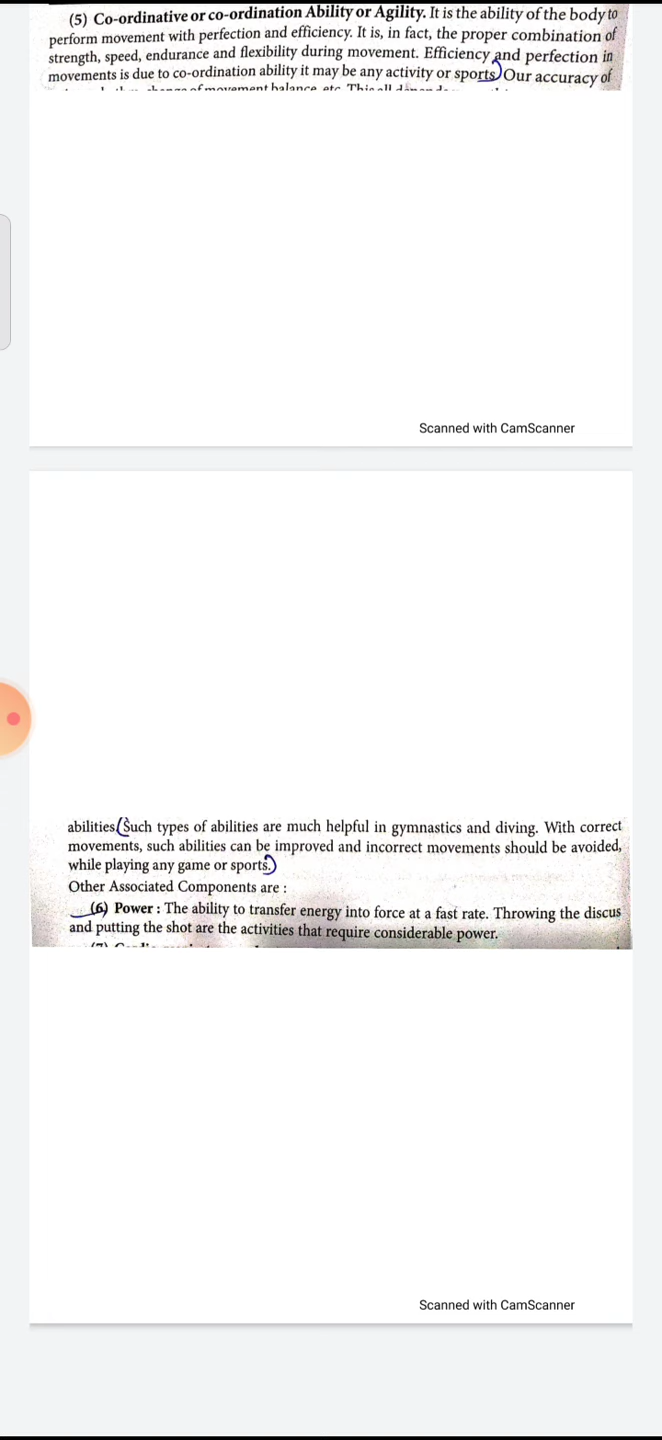 (5) Co-ordinative or co-ordination Ability or Agility. It is the ability of the body to
perform movement with perfection and efficiency. It is, in fact, the proper combination of
strength, speed, endurance and flexibility during movement. Efficiency and perfection in
movements is due to co-ordination ability it may be any activity or sports Our accuracy of
of movement balance etc This all
Scanned with CamScanner
abilities (Such types of abilities are much helpful in gymnastics and diving. With correct
movements, such abilities can be improved and incorrect movements should be avoided,
while playing any game or sports.)
Other Associated Components are :
(6) Power : The ability to transfer energy into force at a fast rate. Throwing the discus
and putting the shot are the activities that require considerable power.
Scanned with CamScanner